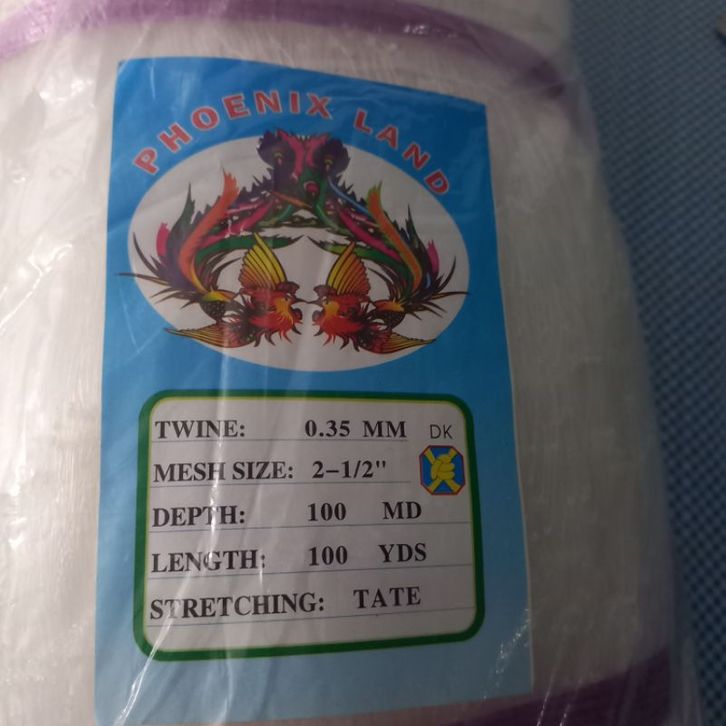 PHOENIX LAND
TWINE: 0.35 MM DK
MESH SIZE: 2-1/2"
DEPTH: 100 MD
LENGTH: 100 YDS
STRETCHING: TATE